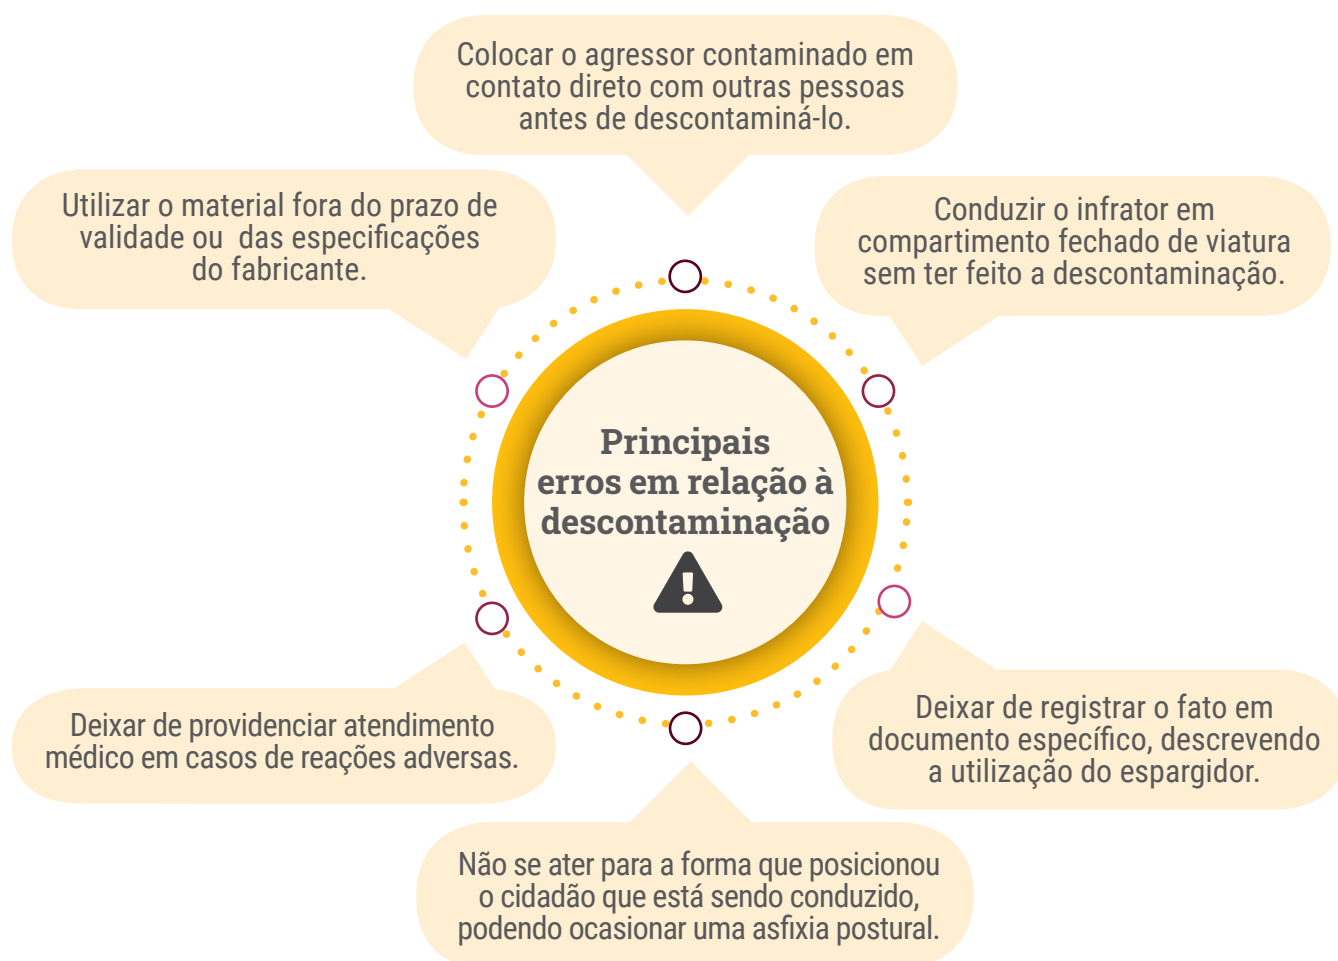 Colocar o agressor contaminado em
contato direto com outras pessoas
antes de descontaminá-lo.
Utilizar o material fora do prazo de
validade ou das especificações
do fabricante.
Conduzir o infrator em
compartimento fechado de viatura
sem ter feito a descontaminação.
Principais
erros em relação à
descontaminação
Deixar de providenciar atendimento
médico em casos de reações adversas.
Deixar de registrar o fato em
documento específico, descrevendo
a utilização do espargidor.
Não se ater para a forma que posicionou
o cidadão que está sendo conduzido,
podendo ocasionar uma asfixia postural.